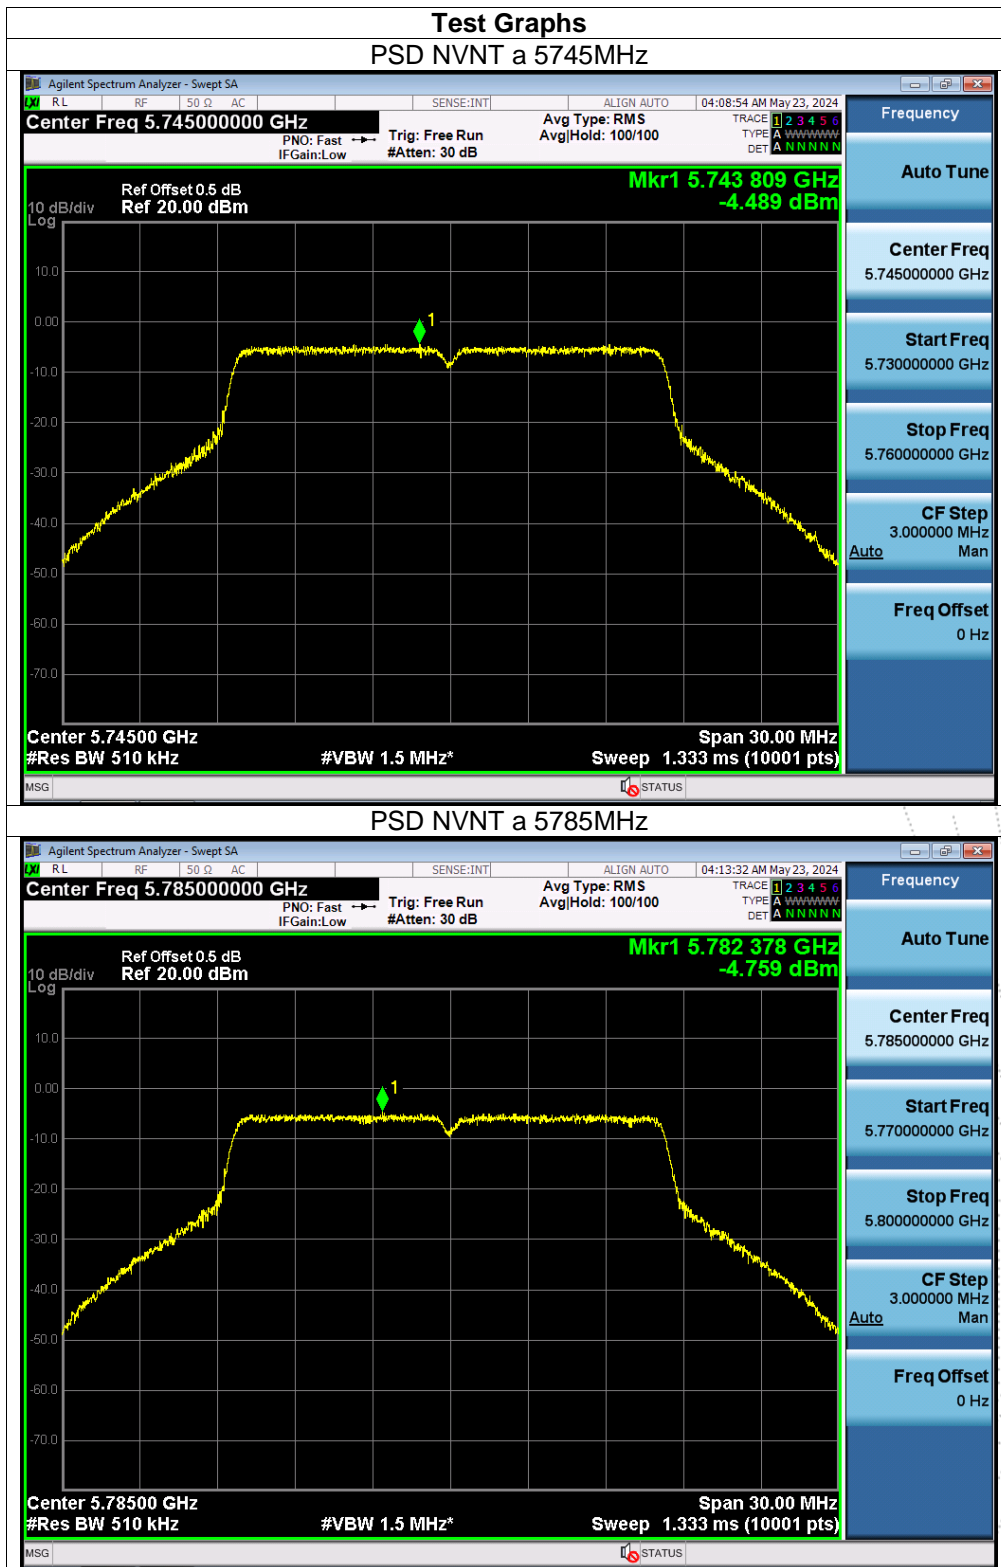 Test Graphs
PSD NVNT a 5745MHz
Agilent Spectrum Analyzer - Swept SA
LXI RL RF 50 Ω AC SENSE:INT ALIGN AUTO 04:08:54 AM May 23, 2024
Center Freq 5.745000000 GHz
PNO: Fast
IFGain:Low
Trig: Free Run
#Atten: 30 dB
Avg Type: RMS
Avg|Hold: 100/100
TRACE 1 2 3 4 5 6
TYPE A WWWWW
DET A N N N N N
Frequency
Auto Tune
Center Freq
5.745000000 GHz
Start Freq
5.730000000 GHz
Stop Freq
5.760000000 GHz
CF Step
3.000000 MHz
Auto Man
Freq Offset
0 Hz
Mkr1 5.743 809 GHz
-4.489 dBm
Ref Offset 0.5 dB
10 dB/div Ref 20.00 dBm
Log
10.0
0.00
-10.0
-20.0
-30.0
-40.0
-50.0
-60.0
-70.0
1
Center 5.74500 GHz Span 30.00 MHz
#Res BW 510 kHz #VBW 1.5 MHz* Sweep 1.333 ms (10001 pts)
MSG STATUS
PSD NVNT a 5785MHz
Agilent Spectrum Analyzer - Swept SA
LXI RL RF 50 Ω AC SENSE:INT ALIGN AUTO 04:13:32 AM May 23, 2024
Center Freq 5.785000000 GHz
PNO: Fast
IFGain:Low
Trig: Free Run
#Atten: 30 dB
Avg Type: RMS
Avg|Hold: 100/100
TRACE 1 2 3 4 5 6
TYPE A WWWWW
DET A N N N N N
Frequency
Auto Tune
Center Freq
5.785000000 GHz
Start Freq
5.770000000 GHz
Stop Freq
5.800000000 GHz
CF Step
3.000000 MHz
Auto Man
Freq Offset
0 Hz
Mkr1 5.782 378 GHz
-4.759 dBm
Ref Offset 0.5 dB
10 dB/div Ref 20.00 dBm
Log
10.0
0.00
-10.0
-20.0
-30.0
-40.0
-50.0
-60.0
-70.0
1
Center 5.78500 GHz Span 30.00 MHz
#Res BW 510 kHz #VBW 1.5 MHz* Sweep 1.333 ms (10001 pts)
MSG STATUS